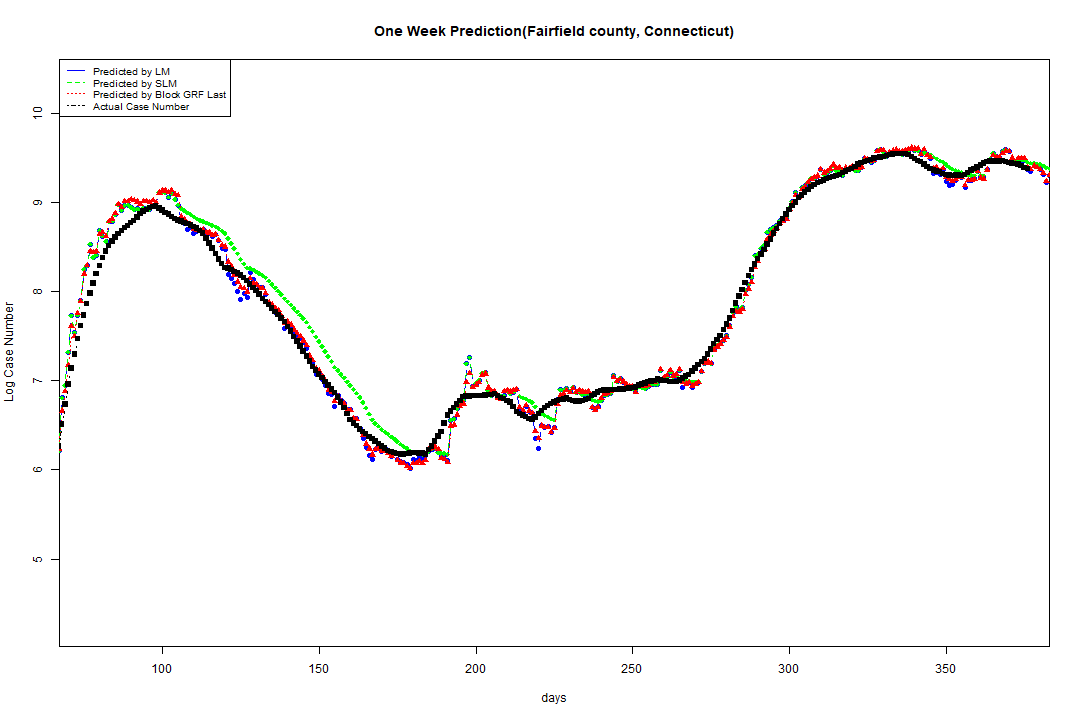 One Week Prediction(Fairfield county, Connecticut)
Predicted by LM
Predicted by SLM
Predicted by Block GRF Last
Actual Case Number
10
9
8
7
6
5
Log Case Number
100 150 200 250 300 350
days